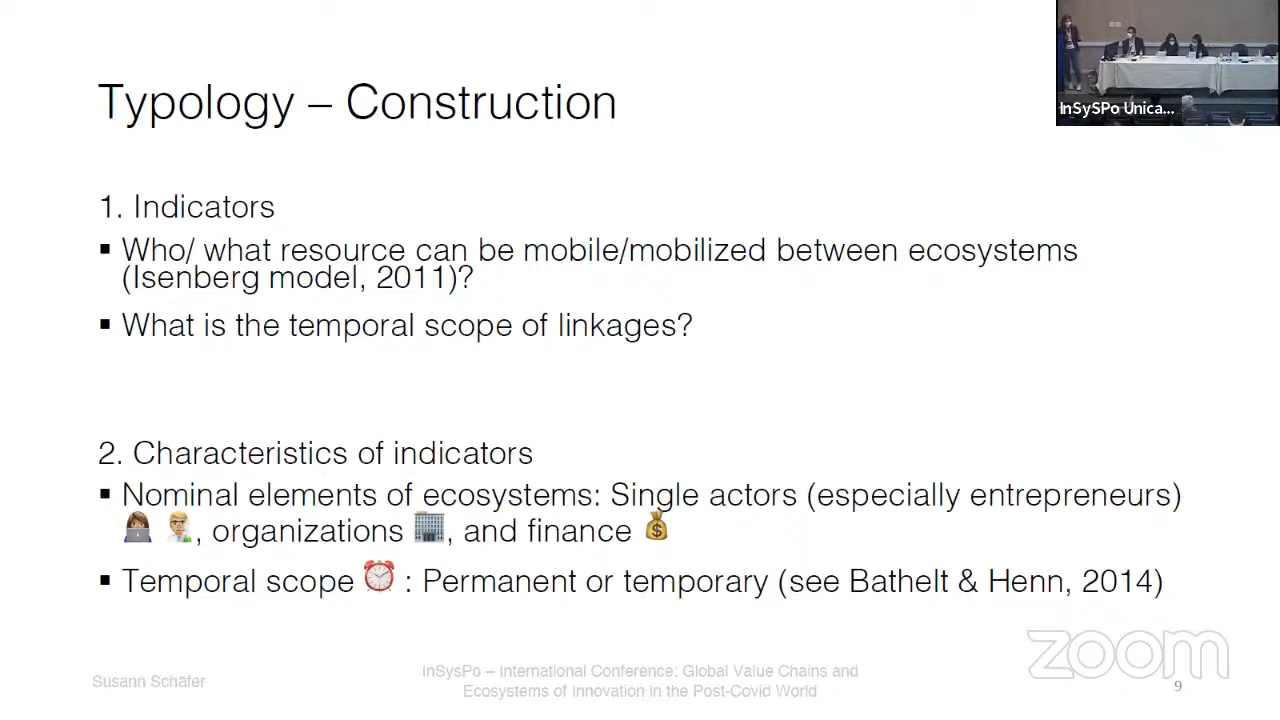 InSySPo Unica...
Typology – Construction
1. Indicators
▪ Who/ what resource can be mobile/mobilized between ecosystems
(Isenberg model, 2011)?
▪ What is the temporal scope of linkages?
2. Characteristics of indicators
▪ Nominal elements of ecosystems: Single actors (especially entrepreneurs)
, organizations , and finance
▪ Temporal scope : Permanent or temporary (see Bathelt & Henn, 2014)
zoom
Susann Schäfer
InSysPo – International Conference: Global Value Chains and
Ecosystems of Innovation in the Post-Covid World
9